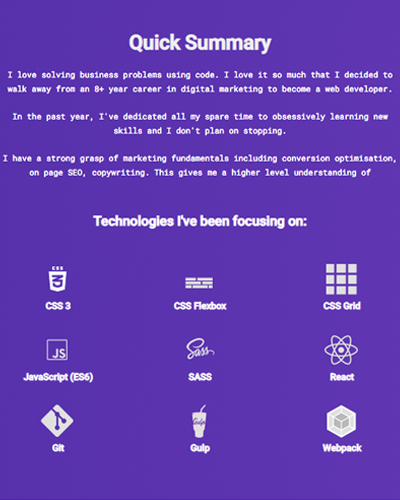 Quick Summary
I love solving business problems using code. I love it so much that I decided to
walk away from an 8+ year career in digital marketing to become a web developer.
In the past year, I've dedicated all my spare time to obsessively learning new
skills and I don't plan on stopping.
I have a strong grasp of marketing fundamentals including conversion optimisation,
on page SEO, copywriting. This gives me a higher level understanding of
Technologies I've been focusing on:
CSS
3
CSS 3
CSS Flexbox
CSS Grid
JS
Sass
JavaScript (ES6)
SASS
React
Gulp
Git
Gulp
Webpack